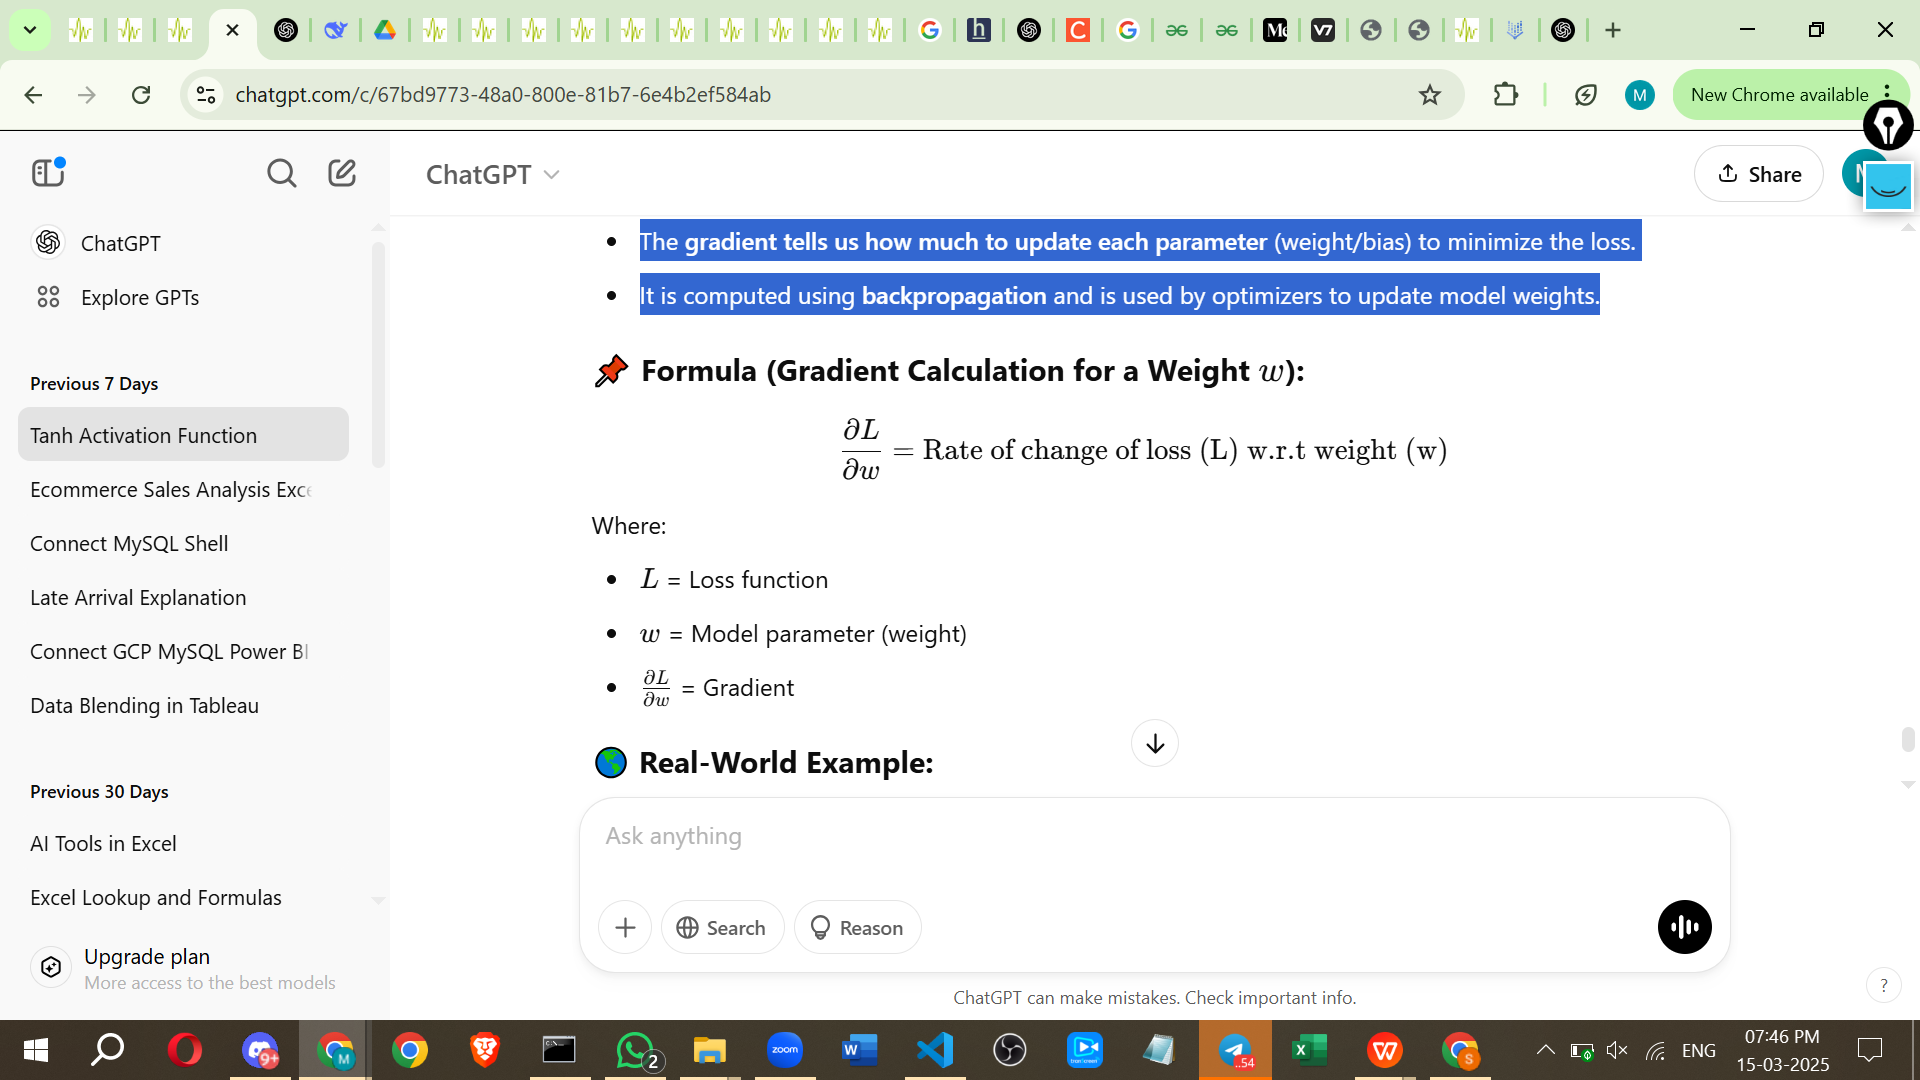 chatgpt.com/c/67bd9773-48a0-800e-81b7-6e4b2ef584ab
M
New Chrome available
ChatGPT
Share
ChatGPT
Explore GPTs
Previous 7 Days
Tanh Activation Function
Ecommerce Sales Analysis Exce
Connect MySQL Shell
Late Arrival Explanation
Connect GCP MySQL Power BI
Data Blending in Tableau
Previous 30 Days
AI Tools in Excel
Excel Lookup and Formulas
Upgrade plan
More access to the best models
The gradient tells us how much to update each parameter (weight/bias) to minimize the loss.
It is computed using backpropagation and is used by optimizers to update model weights.
Formula (Gradient Calculation for a Weight w):
∂L/∂w = Rate of change of loss (L) w.r.t weight (w)
Where:
L = Loss function
w = Model parameter (weight)
∂L/∂w = Gradient
Real-World Example:
Ask anything
Search
Reason
ChatGPT can make mistakes. Check important info.
?
9+
M
2
zoom
W
..54
X
W
S
ENG
07:46 PM
15-03-2025